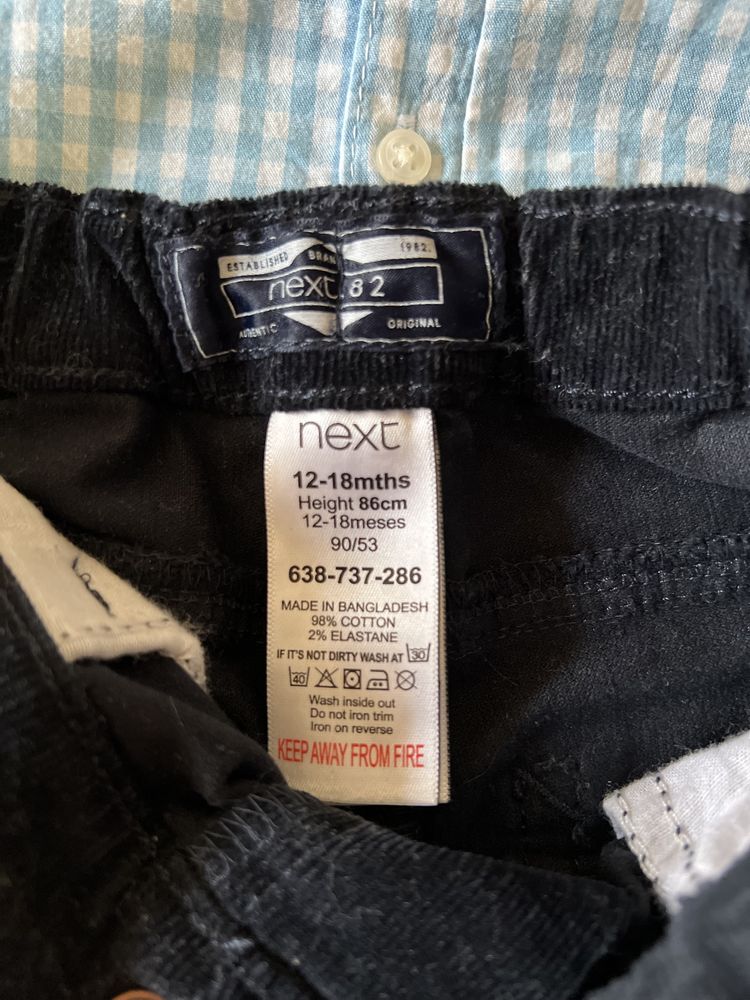 ESTABLISHED BRAN 1982.
next 82
AUTHENTIC ORIGINAL
next
12-18mths
Height 86cm
12-18meses
90/53
638-737-286
MADE IN BANGLADESH
98% COTTON
2% ELASTANE
IF IT'S NOT DIRTY WASH AT 30
40
Wash inside out
Do not iron trim
Iron on reverse
KEEP AWAY FROM FIRE